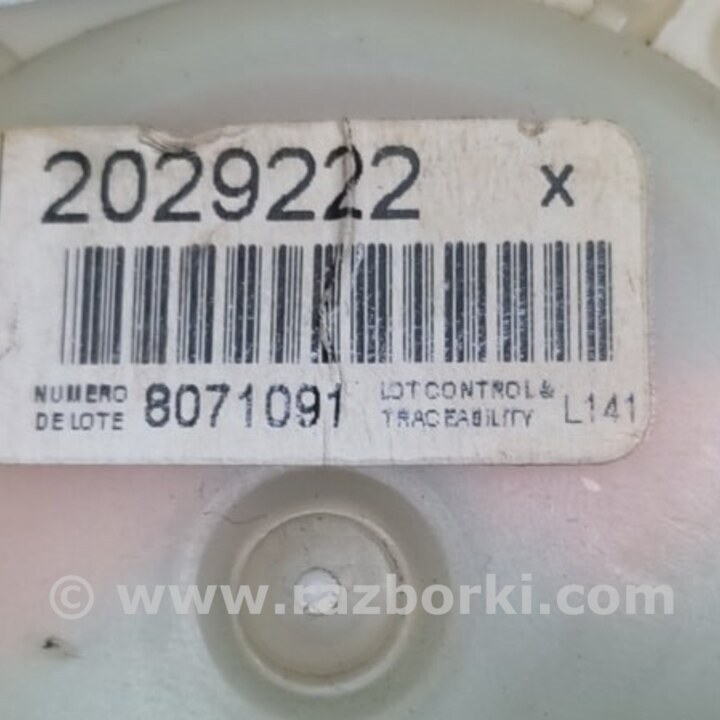 2029222 X
NUMERO DE LOTE 8071091 LOT CONTROL & TRACEABILITY L141
© www.razborki.com